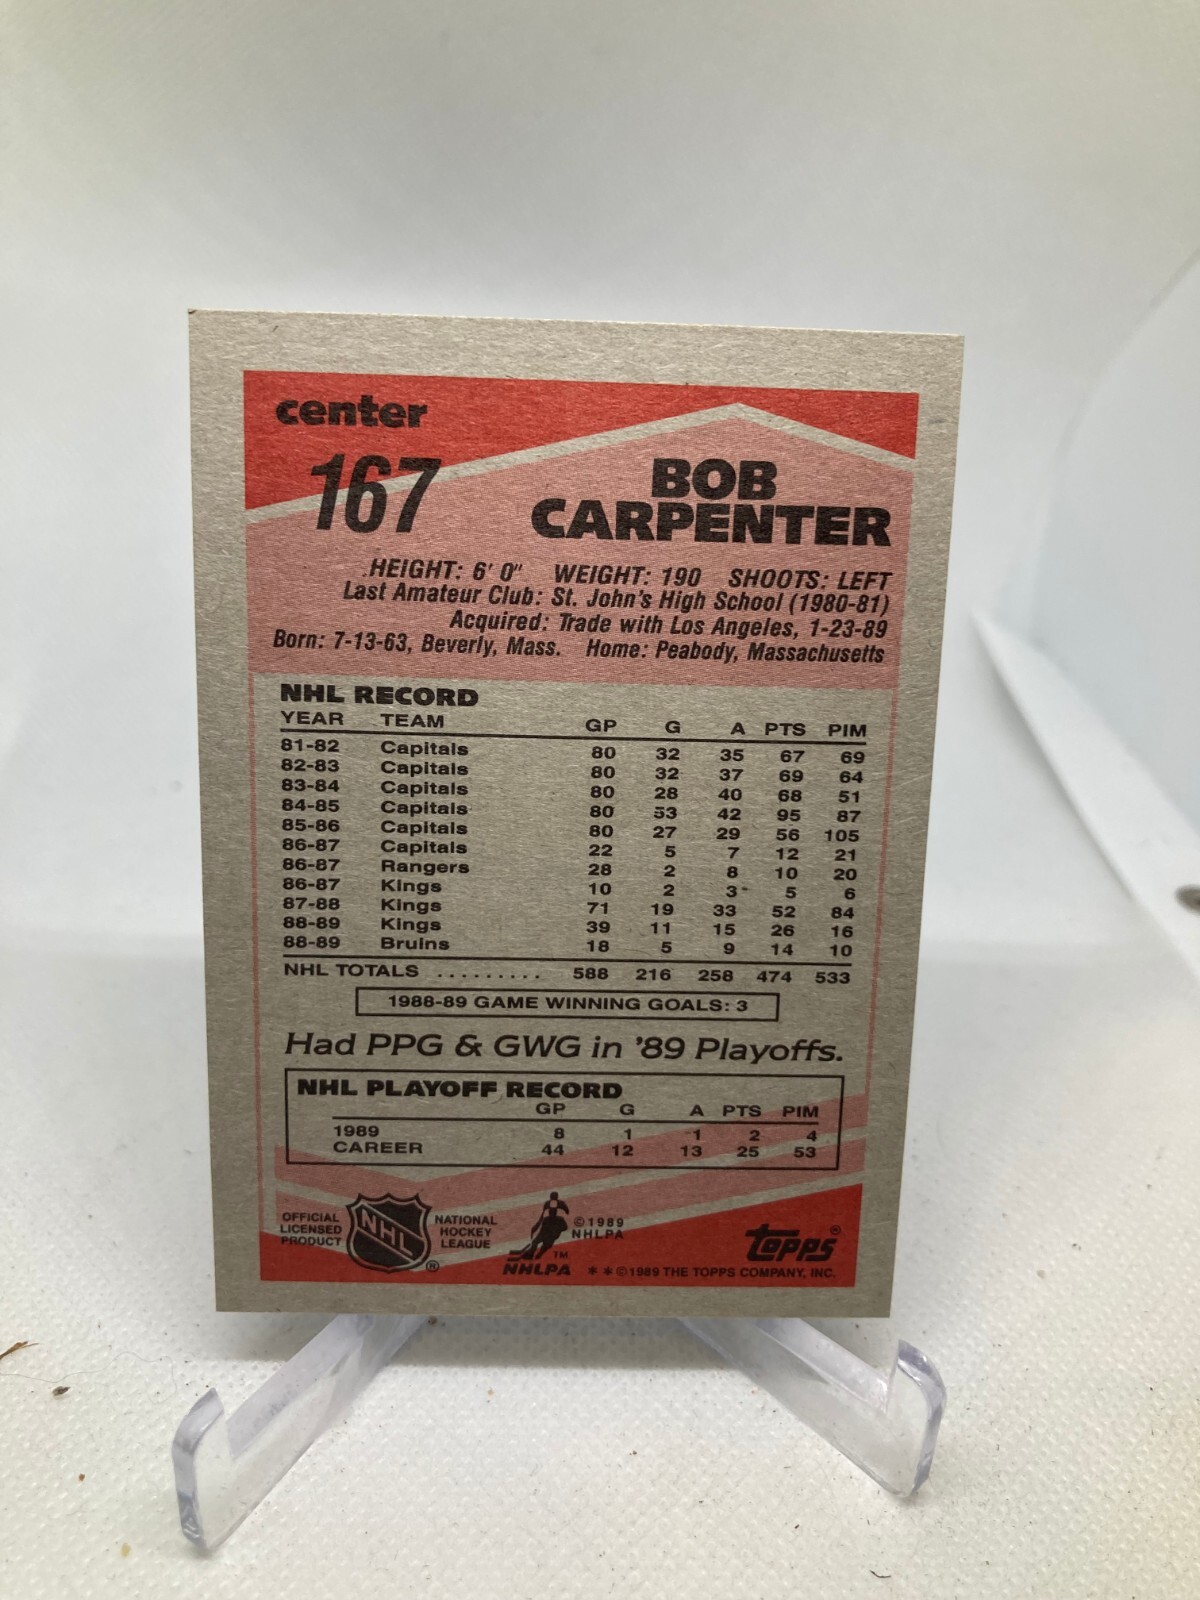 center
167
BOB
CARPENTER
HEIGHT: 6' 0" WEIGHT: 190 SHOOTS: LEFT
Last Amateur Club: St. John's High School (1980-81)
Acquired: Trade with Los Angeles, 1-23-89
Born: 7-13-63, Beverly, Mass. Home: Peabody, Massachusetts
NHL RECORD
YEAR TEAM GP G A PTS PIM
81-82 Capitals 80 32 35 67 69
82-83 Capitals 80 32 37 69 64
83-84 Capitals 80 28 40 68 51
84-85 Capitals 80 53 42 95 87
85-86 Capitals 80 27 29 56 105
86-87 Capitals 22 5 7 12 21
86-87 Rangers 28 2 8 10 20
86-87 Kings 10 2 3 5 6
87-88 Kings 71 19 33 52 84
88-89 Kings 39 11 15 26 16
88-89 Bruins 18 5 9 14 10
NHL TOTALS ......... 588 216 258 474 533
1988-89 GAME WINNING GOALS: 3
Had PPG & GWG in '89 Playoffs.
NHL PLAYOFF RECORD
GP G A PTS PIM
1989 8 1 1 2 4
CAREER 44 12 13 25 53
OFFICIAL
LICENSED
PRODUCT
NHL
®
NATIONAL
HOCKEY
LEAGUE
TM
NHLPA
©1989
NHLPA
topps®
**©1989 THE TOPPS COMPANY, INC.